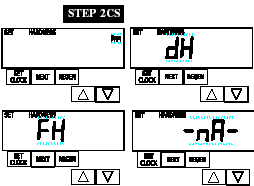 STEP 2CS
SET HARDNESS
SET HARDNESS
dH
SET CLOCK NEXT REGEN
SET CLOCK NEXT REGEN
SET HARDNESS
FH
SET HARDNESS
-nA-
SET CLOCK NEXT REGEN
SET CLOCK NEXT REGEN